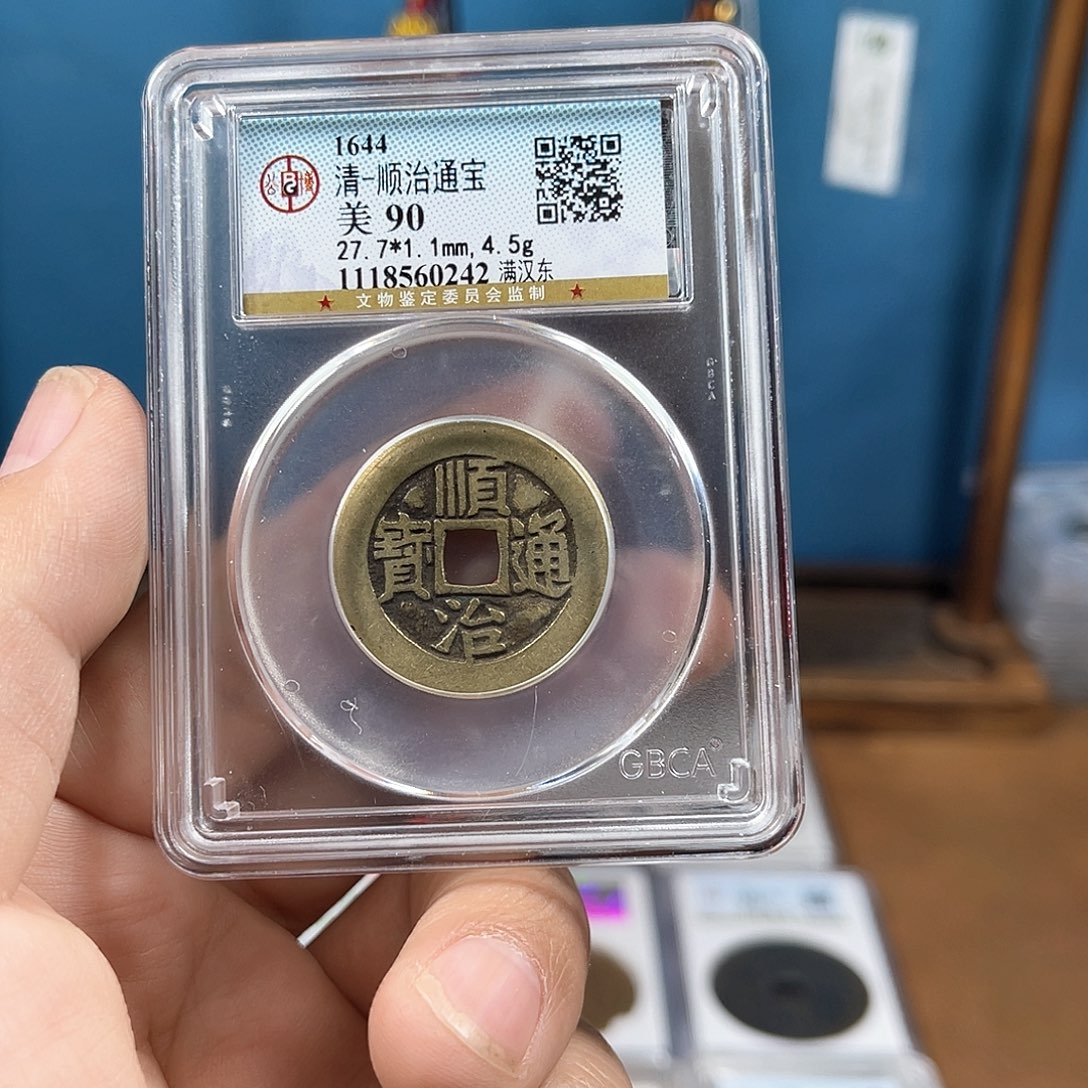 1644
清-顺治通宝
美 90
27.7*1.1mm, 4.5g
1118560242 满汉东
★ 文物鉴定委员会监制 ★
順
寶 通
治
GBCA
GBCA